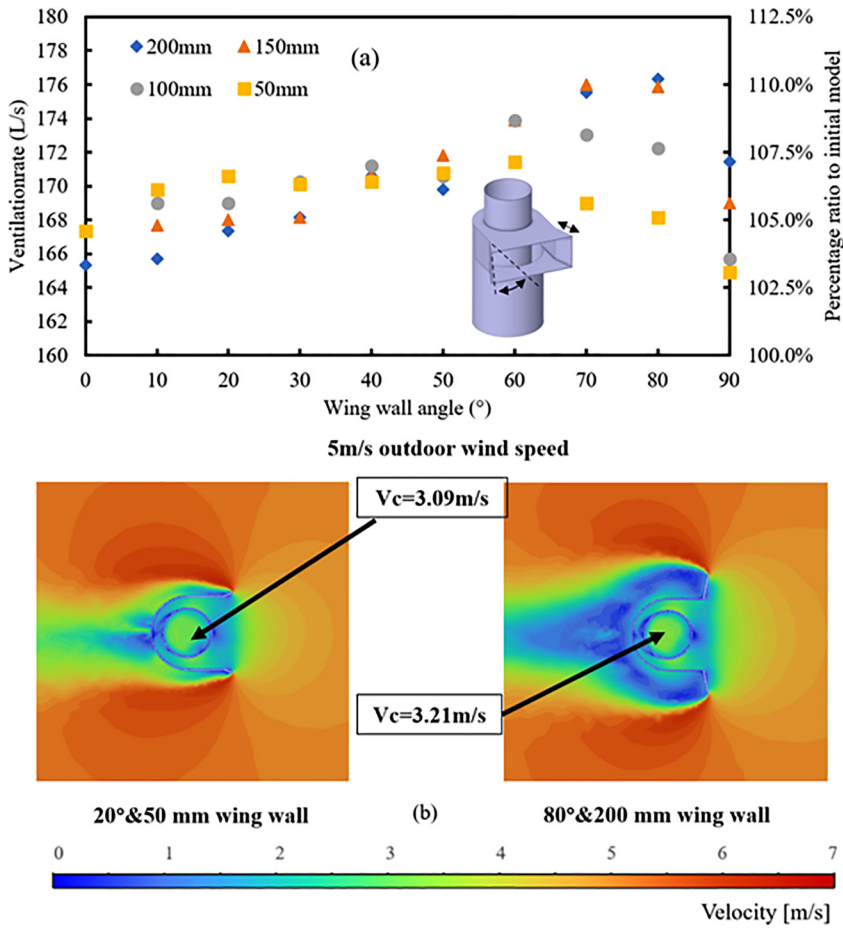 180
178
176
174
172
170
168
166
164
162
160
Ventilationrate (L/s)
200mm
150mm
100mm
50mm
(a)
112.5%
110.0%
107.5%
105.0%
102.5%
100.0%
Percentage ratio to initial model
0 10 20 30 40 50 60 70 80 90
Wing wall angle (°)
5m/s outdoor wind speed
Vc=3.09m/s
Vc=3.21m/s
20°&50 mm wing wall
(b)
80°&200 mm wing wall
0 1 2 3 4 5 6 7
Velocity [m/s]